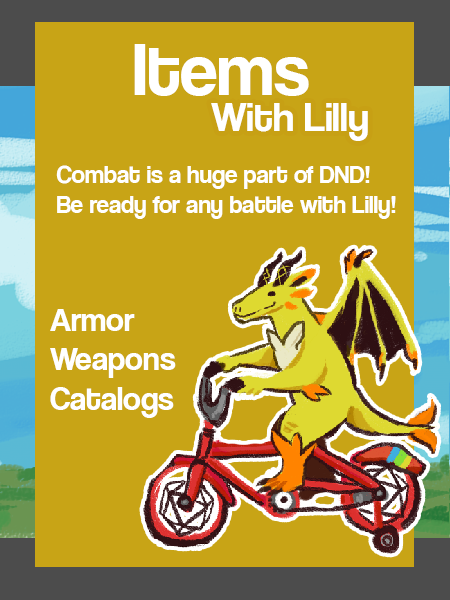 Items
With Lilly
Combat is a huge part of DND!
Be ready for any battle with Lilly!
Armor
Weapons
Catalogs